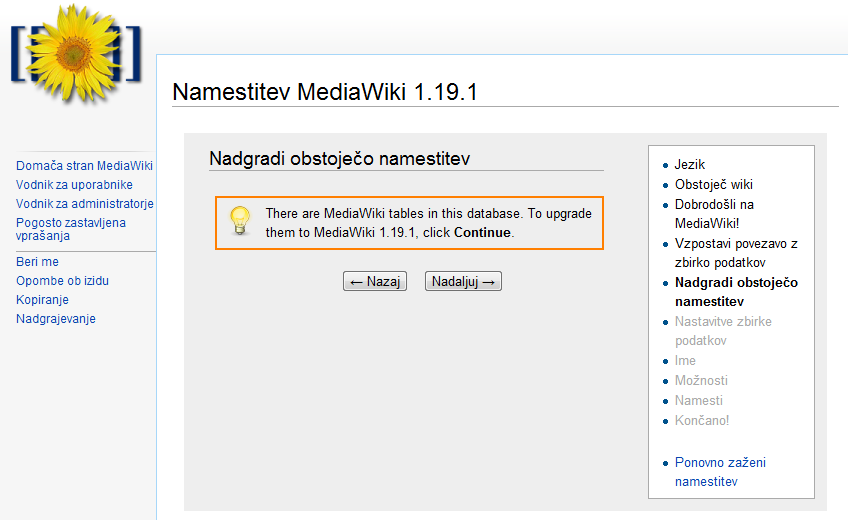 Namestitev MediaWiki 1.19.1
Domača stran MediaWiki
Vodnik za uporabnike
Vodnik za administratorje
Pogosto zastavljena
vprašanja
Beri me
Opombe ob izidu
Kopiranje
Nadgrajevanje
Nadgradi obstoječo namestitev
There are MediaWiki tables in this database. To upgrade
them to MediaWiki 1.19.1, click Continue.
← Nazaj Nadaljuj →
Jezik
Obstoječ wiki
Dobrodošli na
MediaWiki!
Vzpostavi povezavo z
zbirko podatkov
Nadgradi obstoječo
namestitev
Nastavitve zbirke
podatkov
Ime
Možnosti
Namesti
Končano!
Ponovno zaženi
namestitev